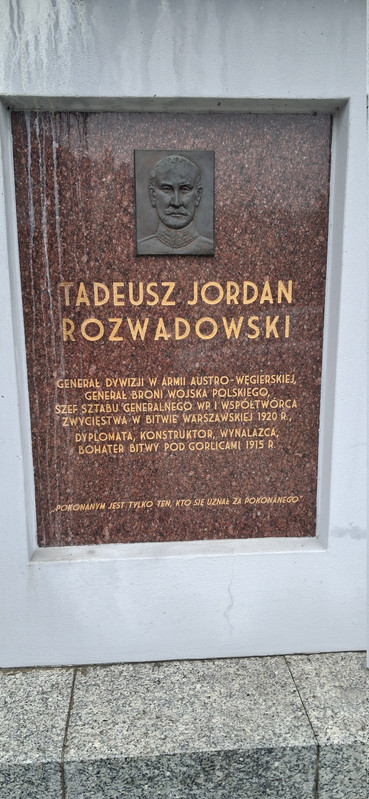 TADEUSZ JORDAN
ROZWADOWSKI
GENERAŁ DYWIZJI W ARMII AUSTRO-WĘGIERSKIEJ,
GENERAŁ BRONI WOJSKA POLSKIEGO,
SZEF SZTABU GENERALNEGO WP I WSPÓŁTWÓRCA
ZWYCIĘSTWA W BITWIE WARSZAWSKIEJ 1920 R.,
DYPLOMATA, KONSTRUKTOR, WYNALAZCA,
BOHATER BITWY POD GORLICAMI 1915 R.
„POKONANYM JEST TYLKO TEN, KTO SIĘ UZNAŁ ZA POKONANEGO"